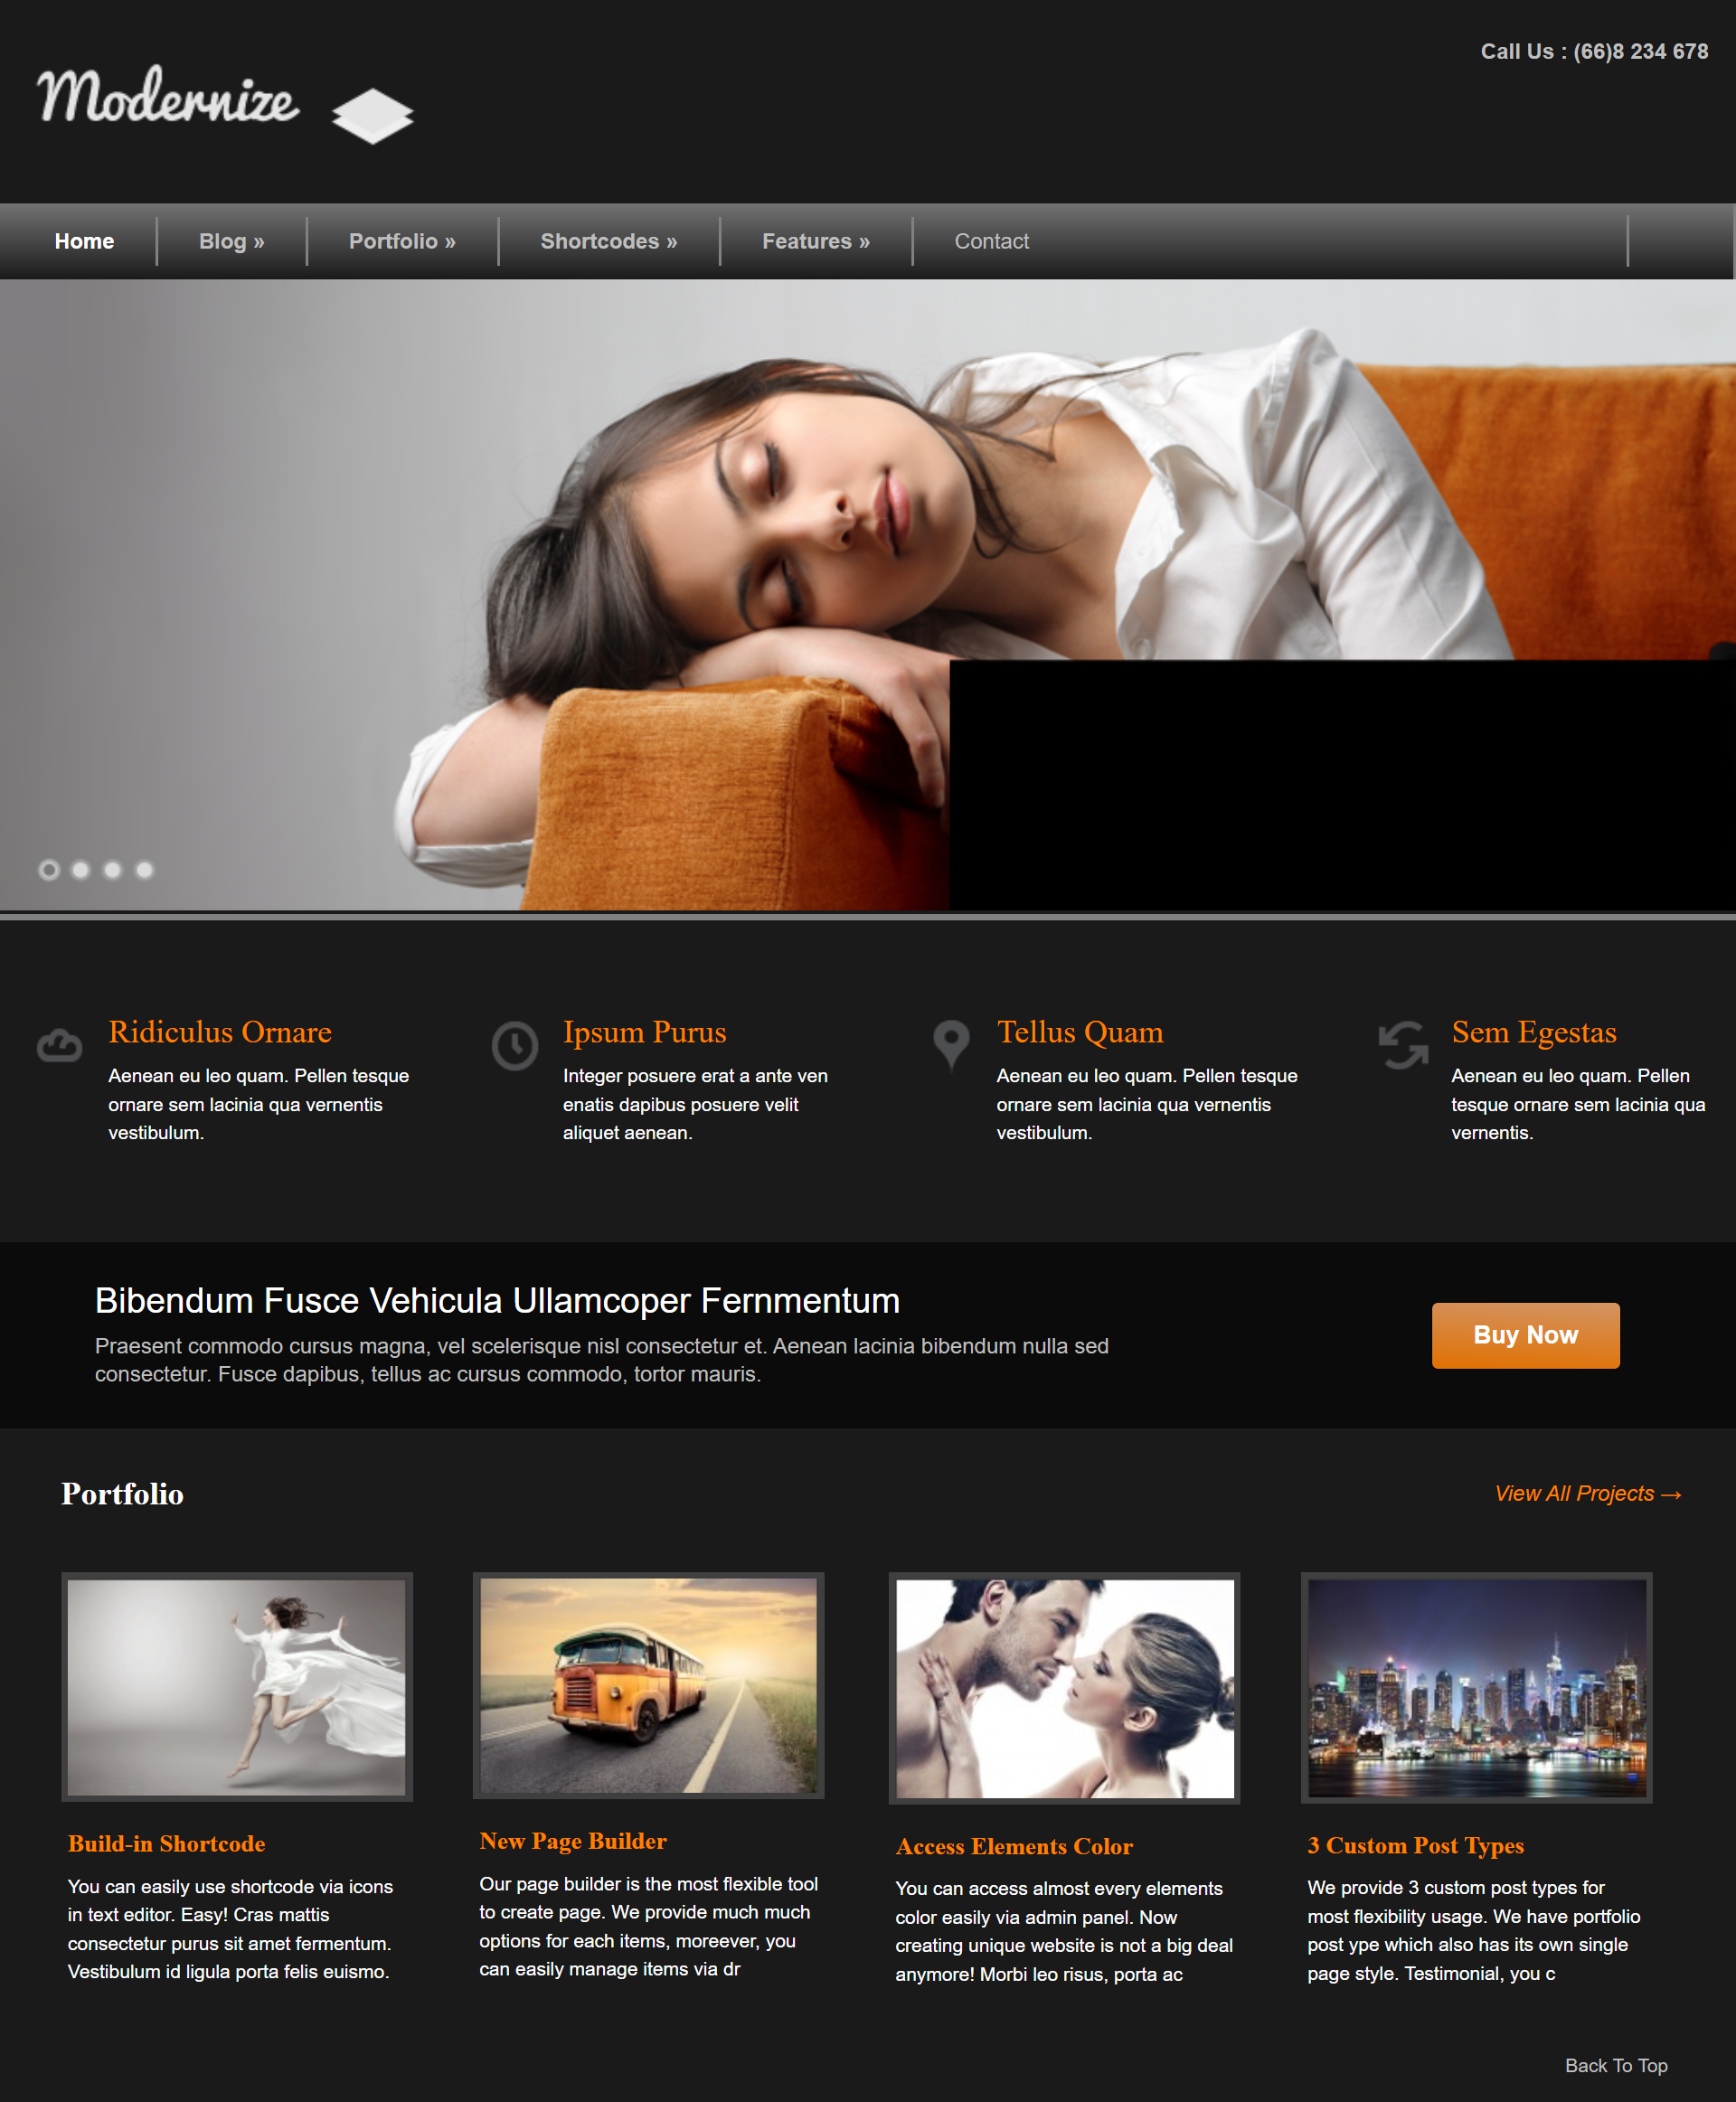 Modernize
Call Us : (66)8 234 678
Home
Blog »
Portfolio »
Shortcodes »
Features »
Contact
Ridiculus Ornare
Aenean eu leo quam. Pellen tesque
ornare sem lacinia qua vernentis
vestibulum.
Ipsum Purus
Integer posuere erat a ante ven
enatis dapibus posuere velit
aliquet aenean.
Tellus Quam
Aenean eu leo quam. Pellen tesque
ornare sem lacinia qua vernentis
vestibulum.
Sem Egestas
Aenean eu leo quam. Pellen
tesque ornare sem lacinia qua
vernentis.
Bibendum Fusce Vehicula Ullamcoper Fernmentum
Praesent commodo cursus magna, vel scelerisque nisl consectetur et. Aenean lacinia bibendum nulla sed
consectetur. Fusce dapibus, tellus ac cursus commodo, tortor mauris.
Buy Now
Portfolio
View All Projects →
Build-in Shortcode
You can easily use shortcode via icons
in text editor. Easy! Cras mattis
consectetur purus sit amet fermentum.
Vestibulum id ligula porta felis euismo.
New Page Builder
Our page builder is the most flexible tool
to create page. We provide much much
options for each items, moreever, you
can easily manage items via dr
Access Elements Color
You can access almost every elements
color easily via admin panel. Now
creating unique website is not a big deal
anymore! Morbi leo risus, porta ac
3 Custom Post Types
We provide 3 custom post types for
most flexibility usage. We have portfolio
post ype which also has its own single
page style. Testimonial, you c
Back To Top